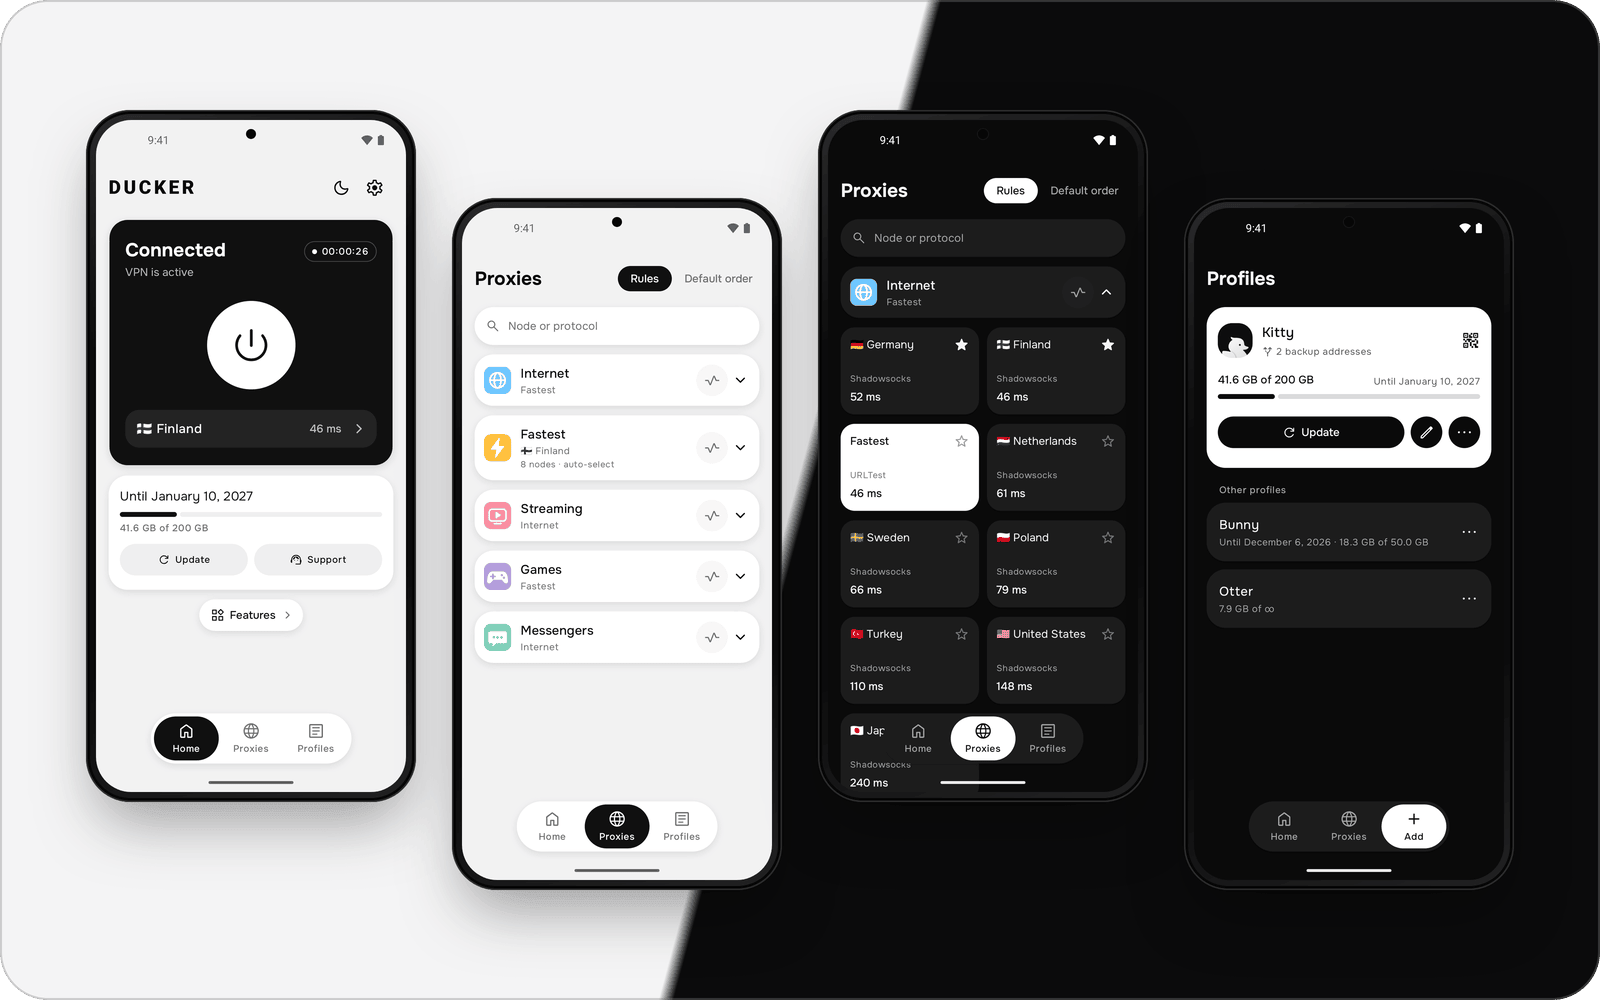 9:41
DUCKER
Connected
00:00:26
VPN is active
🇫🇮 Finland
46 ms
Until January 10, 2027
41.6 GB of 200 GB
Update
Support
Features
Home
Proxies
Profiles
9:41
Proxies
Rules
Default order
Node or protocol
Internet
Fastest
Fastest
🇫🇮 Finland
8 nodes · auto-select
Streaming
Internet
Games
Fastest
Messengers
Internet
Home
Proxies
Profiles
9:41
Proxies
Rules
Default order
Node or protocol
Internet
Fastest
🇩🇪 Germany
Shadowsocks
52 ms
🇫🇮 Finland
Shadowsocks
46 ms
Fastest
URLTest
46 ms
🇳🇱 Netherlands
Shadowsocks
61 ms
🇸🇪 Sweden
Shadowsocks
66 ms
🇵🇱 Poland
Shadowsocks
79 ms
🇹🇷 Turkey
Shadowsocks
110 ms
🇺🇸 United States
Shadowsocks
148 ms
Shadowsocks
240 ms
Home
Proxies
Profiles
9:41
Profiles
Kitty
2 backup addresses
41.6 GB of 200 GB
Until January 10, 2027
Update
Other profiles
Bunny
Until December 6, 2026 · 18.3 GB of 50.0 GB
Otter
7.9 GB of ∞
Home
Proxies
Add